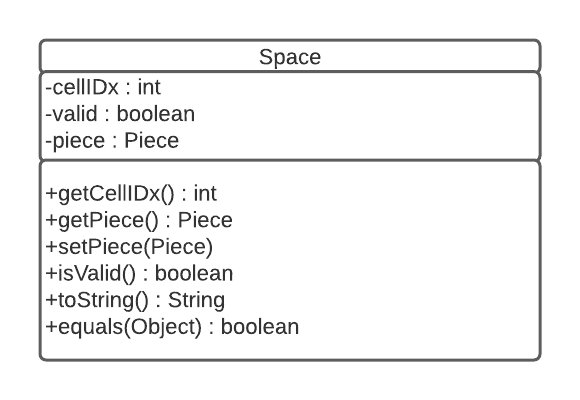 Space
-cellIDx : int
-valid : boolean
-piece : Piece
+getCellIDx() : int
+getPiece() : Piece
+setPiece(Piece)
+isValid() : boolean
+toString() : String
+equals(Object) : boolean